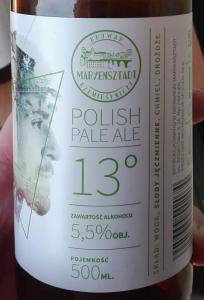 BROWAR
MARYENSZTADT
RZEMIEŚLNICZY
POLISH
PALE ALE
13°
ZAWARTOŚĆ ALKOHOLU
5,5% OBJ.
POJEMNOŚĆ
500 ML.
SKŁAD: WODA, SŁODY JĘCZMIENNE, CHMIEL, DROŻDŻE